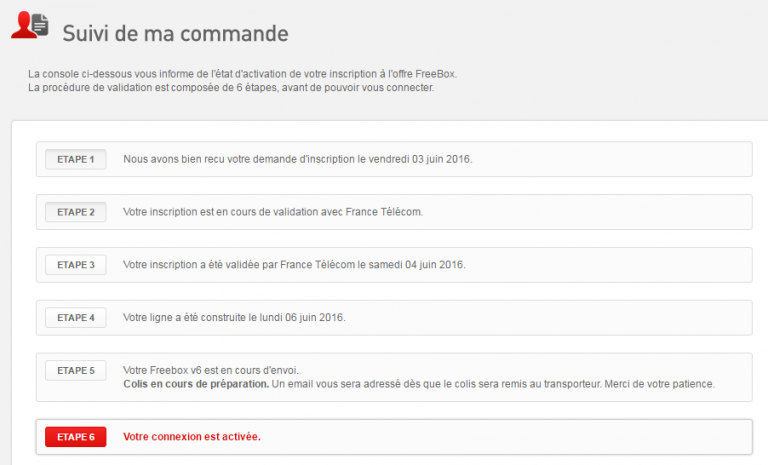 Suivi de ma commande
La console ci-dessous vous informe de l'état d'activation de votre inscription à l'offre FreeBox.
La procédure de validation est composée de 6 étapes, avant de pouvoir vous connecter.
ETAPE 1 Nous avons bien recu votre demande d'inscription le vendredi 03 juin 2016.
ETAPE 2 Votre inscription est en cours de validation avec France Télécom.
ETAPE 3 Votre inscription a été validée par France Télécom le samedi 04 juin 2016.
ETAPE 4 Votre ligne a été construite le lundi 06 juin 2016.
ETAPE 5 Votre Freebox v6 est en cours d'envoi.
Colis en cours de préparation. Un email vous sera adressé dès que le colis sera remis au transporteur. Merci de votre patience.
ETAPE 6 Votre connexion est activée.